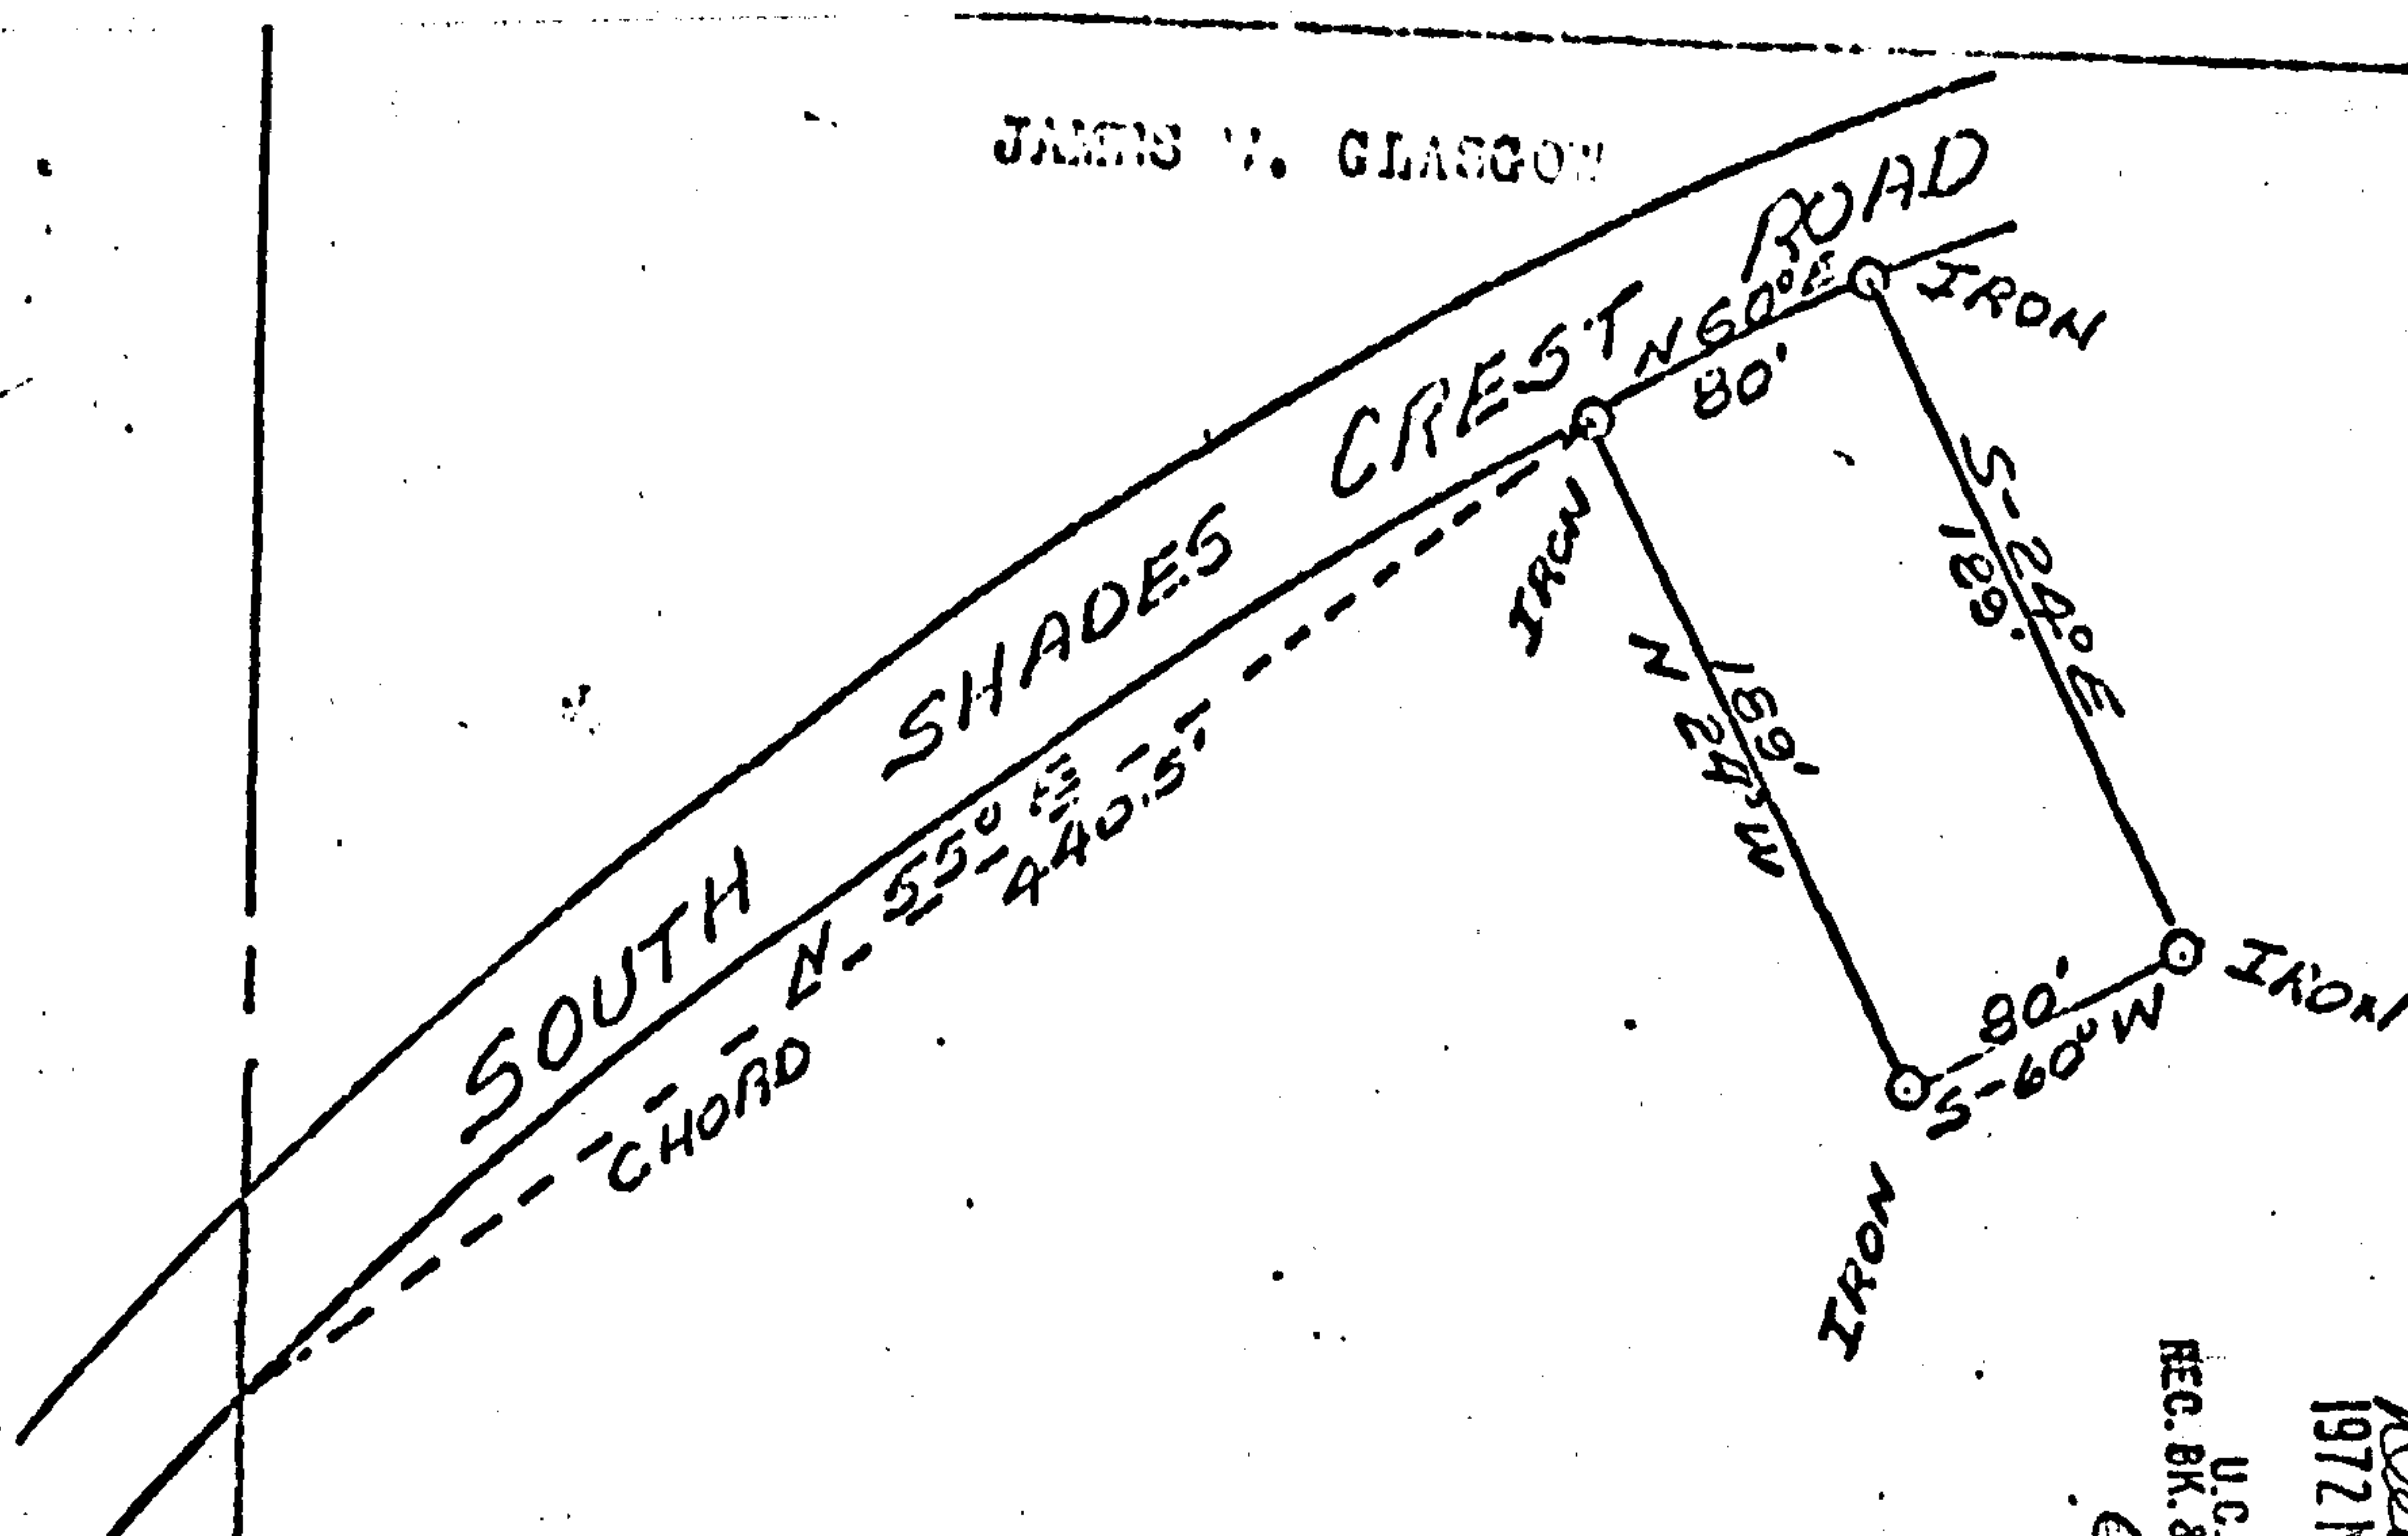 JAMES W. GLASGOW
SOUTH SHADES CREST ROAD
N 60° E
80'
IRON
IRON
S-24° E
189'
189'
N 24° W
CHORD N-55° E-440.5'
80'
S-60° W
IRON
IRON
REC. BK. &
U.C.
1972